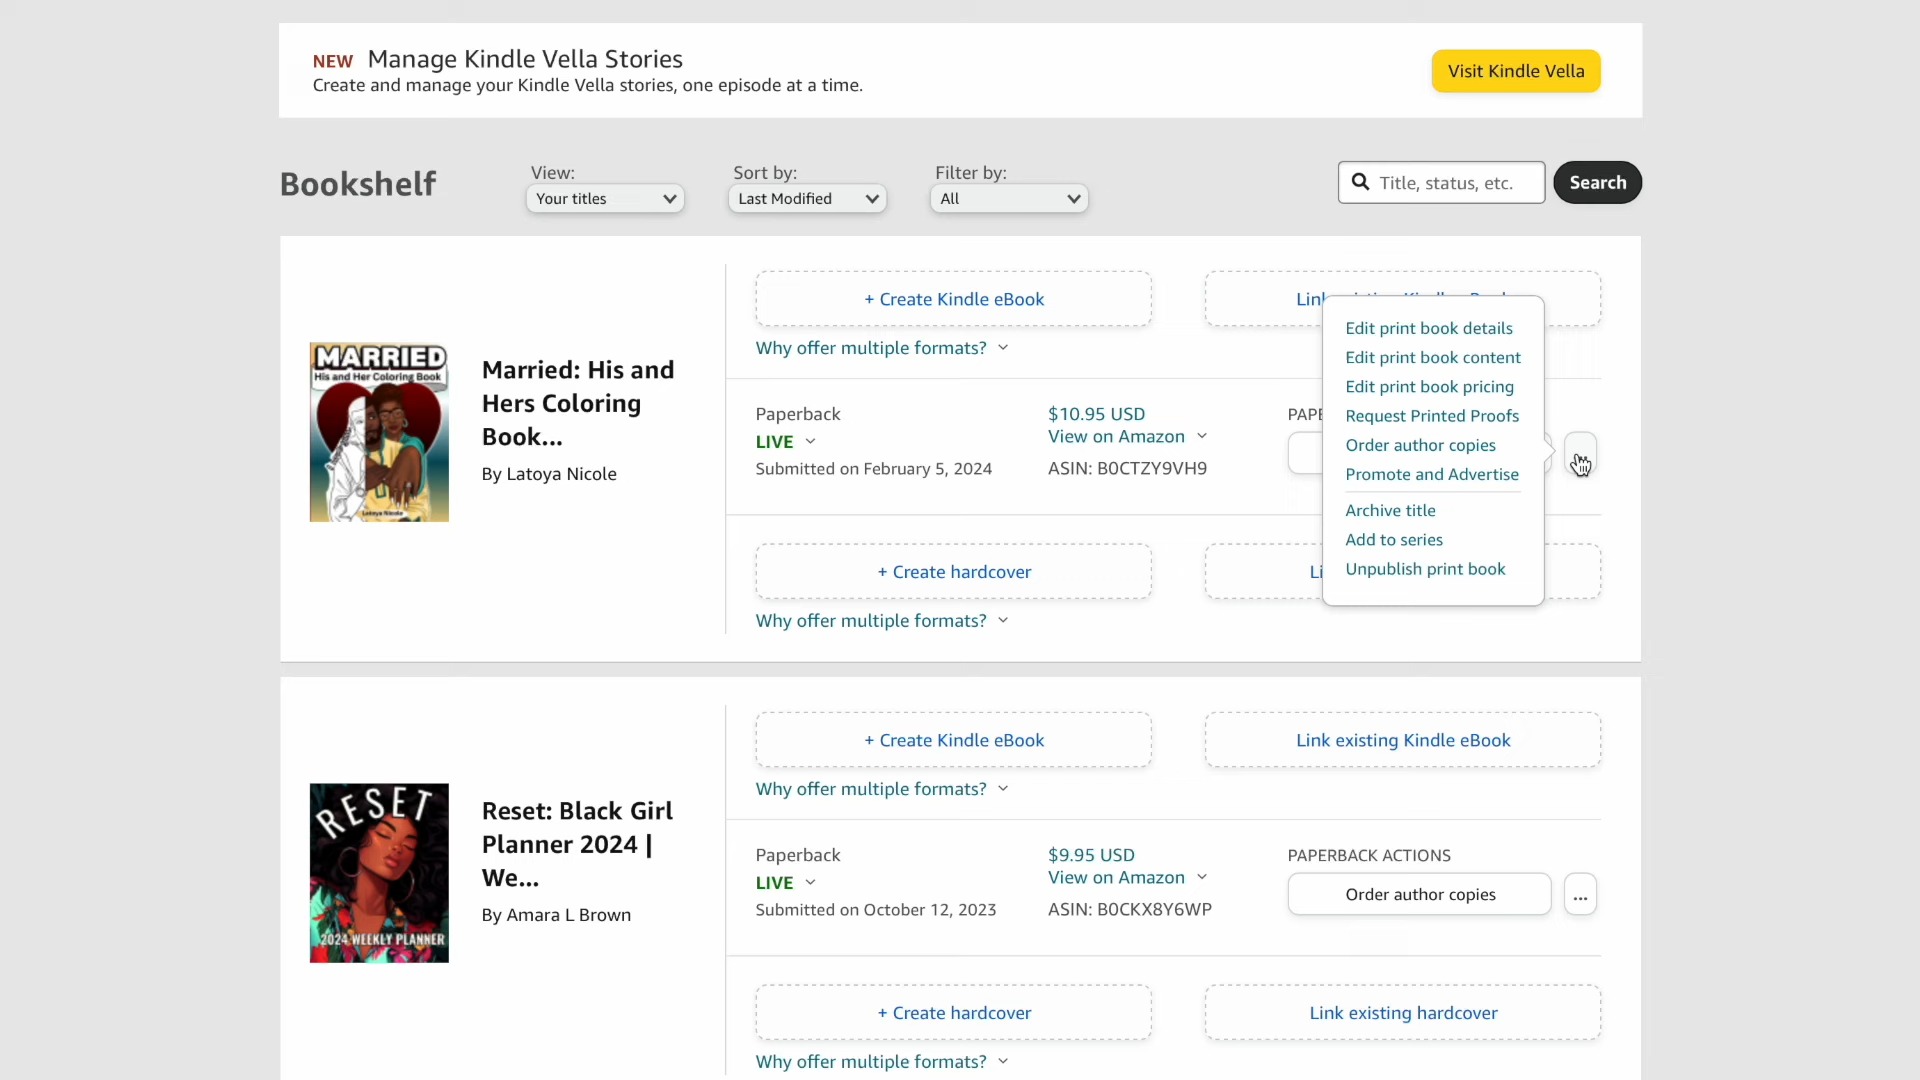 NEW Manage Kindle Vella Stories
Create and manage your Kindle Vella stories, one episode at a time.
Visit Kindle Vella
Bookshelf
View:
Your titles
Sort by:
Last Modified
Filter by:
All
Title, status, etc.
Search
MARRIED
His and Her Coloring Book
Latoya Nicole
Married: His and
Hers Coloring
Book...
By Latoya Nicole
+ Create Kindle eBook
Why offer multiple formats?
Paperback
LIVE
Submitted on February 5, 2024
$10.95 USD
View on Amazon
ASIN: B0CTZY9VH9
Edit print book details
Edit print book content
Edit print book pricing
Request Printed Proofs
Order author copies
Promote and Advertise
Archive title
Add to series
Unpublish print book
+ Create hardcover
Why offer multiple formats?
RESET
2024 WEEKLY PLANNER
Reset: Black Girl
Planner 2024 |
We...
By Amara L Brown
+ Create Kindle eBook
Link existing Kindle eBook
Why offer multiple formats?
Paperback
LIVE
Submitted on October 12, 2023
$9.95 USD
View on Amazon
ASIN: B0CKX8Y6WP
PAPERBACK ACTIONS
Order author copies
...
+ Create hardcover
Link existing hardcover
Why offer multiple formats?